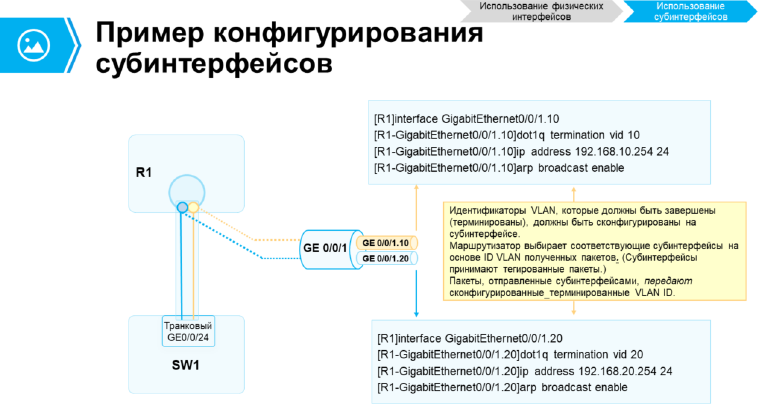 Использование физических
интерфейсов
Использование
субинтерфейсов
Пример конфигурирования
субинтерфейсов
[R1]interface GigabitEthernet0/0/1.10
[R1-GigabitEthernet0/0/1.10]dot1q termination vid 10
[R1-GigabitEthernet0/0/1.10]ip address 192.168.10.254 24
[R1-GigabitEthernet0/0/1.10]arp broadcast enable
R1
GE 0/0/1
GE 0/0/1.10
GE 0/0/1.20
Идентификаторы VLAN, которые должны быть завершены
(терминированы), должны быть сконфигурированы на
субинтерфейсе.
Маршрутизатор выбирает соответствующие субинтерфейсы на
основе ID VLAN полученных пакетов. (Субинтерфейсы
принимают тегированные пакеты.)
Пакеты, отправленные субинтерфейсами, передают
сконфигурированные_терминированные VLAN ID.
Транковый
GE0/0/24
SW1
[R1]interface GigabitEthernet0/0/1.20
[R1-GigabitEthernet0/0/1.20]dot1q termination vid 20
[R1-GigabitEthernet0/0/1.20]ip address 192.168.20.254 24
[R1-GigabitEthernet0/0/1.20]arp broadcast enable